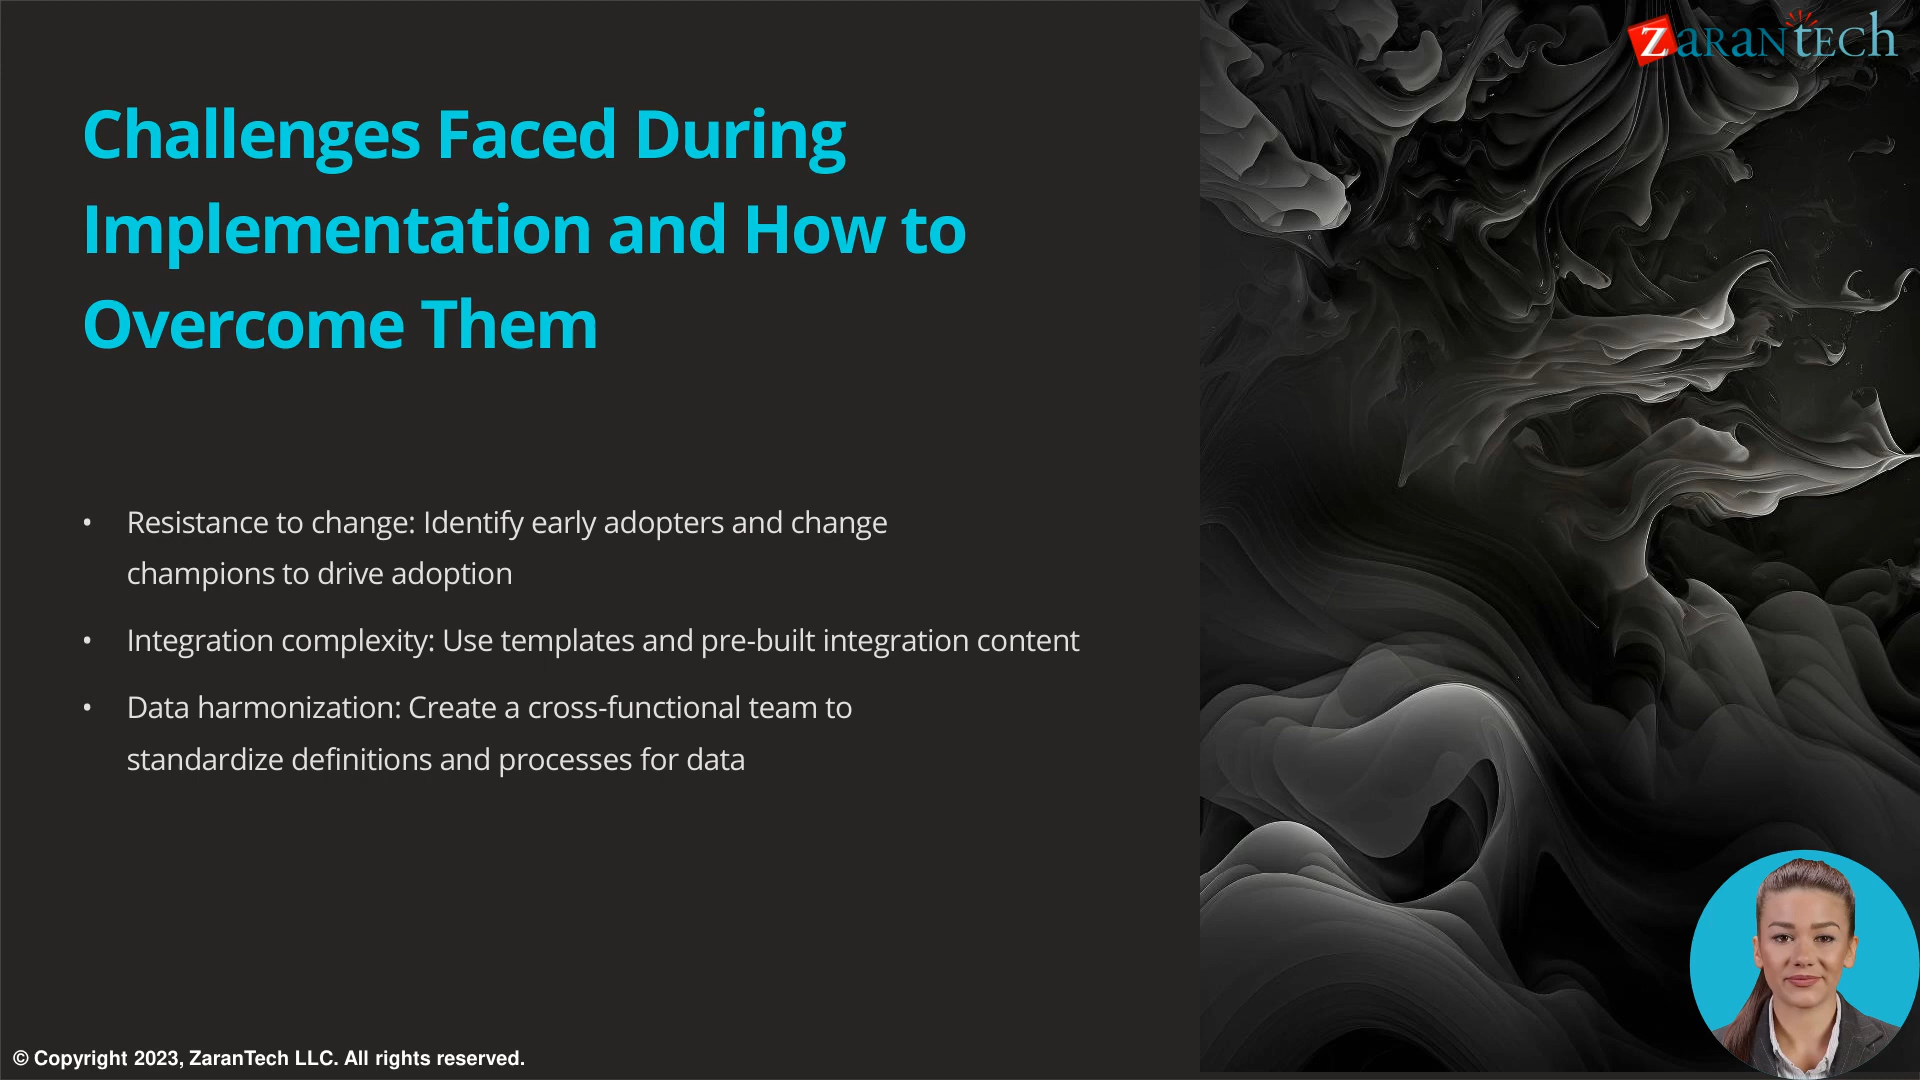 ZARANTECH
Challenges Faced During
Implementation and How to
Overcome Them
• Resistance to change: Identify early adopters and change
champions to drive adoption
• Integration complexity: Use templates and pre-built integration content
• Data harmonization: Create a cross-functional team to
standardize definitions and processes for data
© Copyright 2023, ZaranTech LLC. All rights reserved.